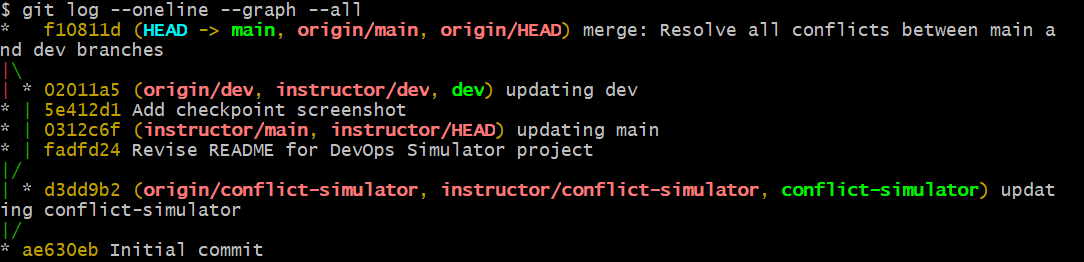 $ git log --oneline --graph --all
*   f10811d (HEAD -> main, origin/main, origin/HEAD) merge: Resolve all conflicts between main a
nd dev branches
|\
| * 02011a5 (origin/dev, instructor/dev, dev) updating dev
* | 5e412d1 Add checkpoint screenshot
* | 0312c6f (instructor/main, instructor/HEAD) updating main
* | fadfd24 Revise README for DevOps Simulator project
|/
| * d3dd9b2 (origin/conflict-simulator, instructor/conflict-simulator, conflict-simulator) updat
ing conflict-simulator
|/
* ae630eb Initial commit